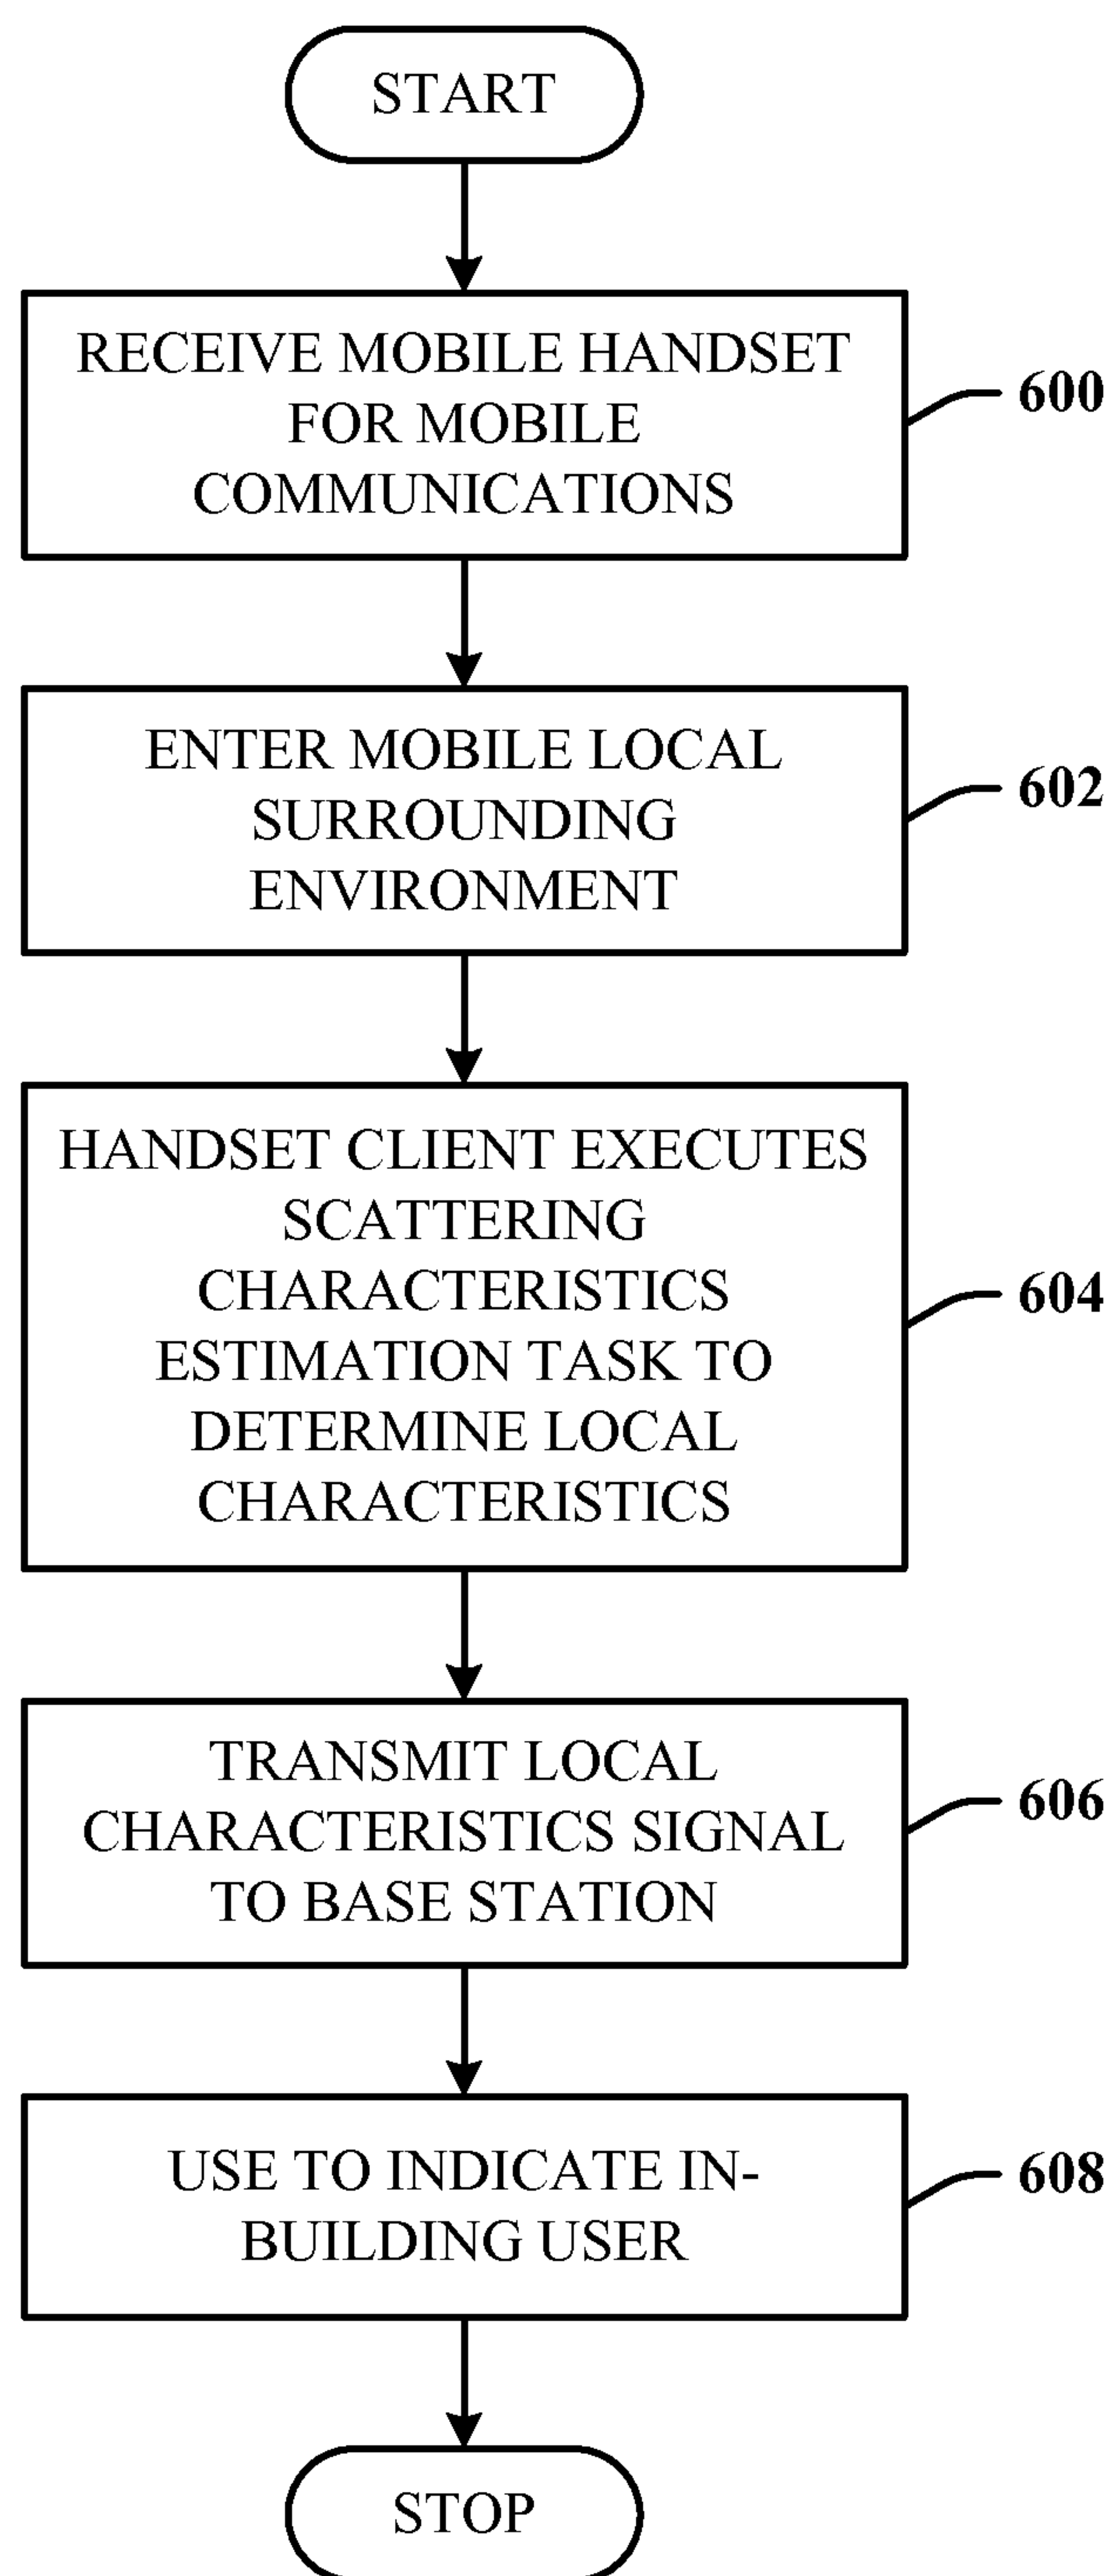 START
RECEIVE MOBILE HANDSET
FOR MOBILE
COMMUNICATIONS
600
ENTER MOBILE LOCAL
SURROUNDING
ENVIRONMENT
602
HANDSET CLIENT EXECUTES
SCATTERING
CHARACTERISTICS
ESTIMATION TASK TO
DETERMINE LOCAL
CHARACTERISTICS
604
TRANSMIT LOCAL
CHARACTERISTICS SIGNAL
TO BASE STATION
606
USE TO INDICATE IN-
BUILDING USER
608
STOP